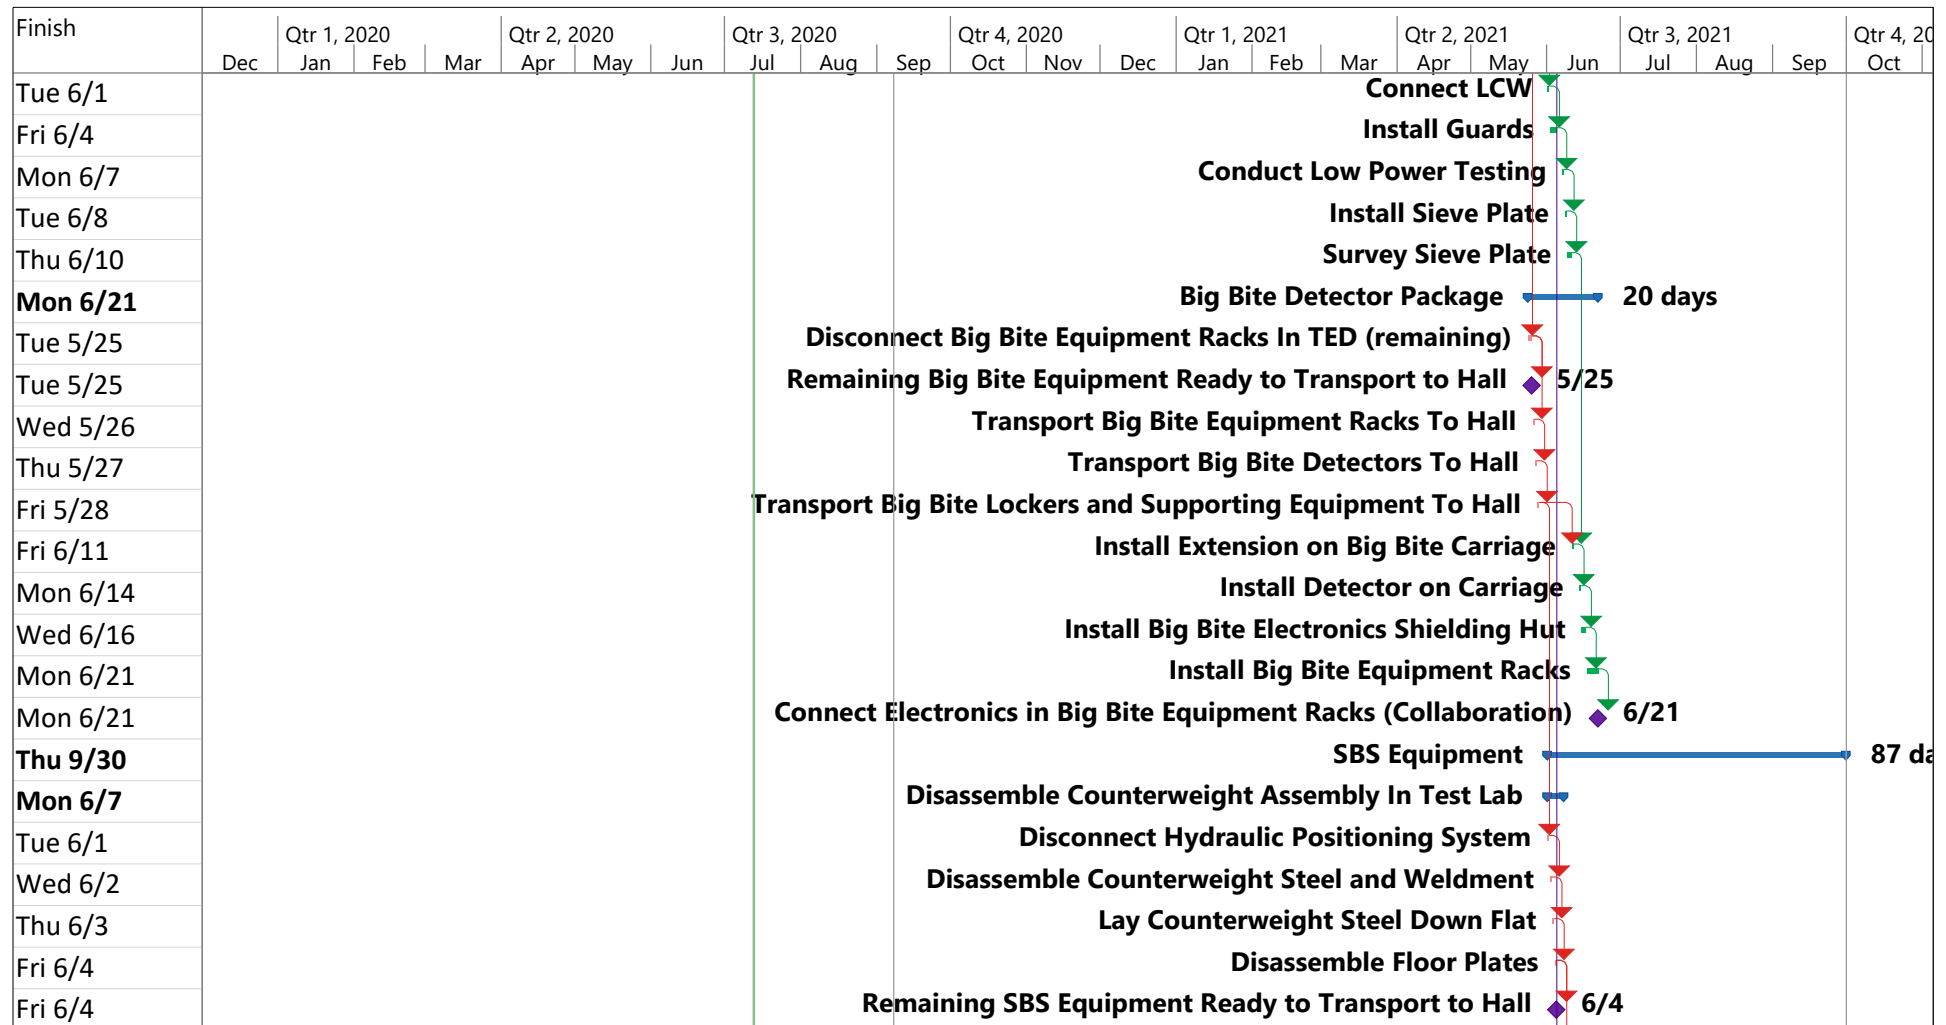 Finish
Qtr 1, 2020 Qtr 2, 2020 Qtr 3, 2020 Qtr 4, 2020 Qtr 1, 2021 Qtr 2, 2021 Qtr 3, 2021 Qtr 4, 20
Dec Jan Feb Mar Apr May Jun Jul Aug Sep Oct Nov Dec Jan Feb Mar Apr May Jun Jul Aug Sep Oct
Tue 6/1 Connect LCW
Fri 6/4 Install Guards
Mon 6/7 Conduct Low Power Testing
Tue 6/8 Install Sieve Plate
Thu 6/10 Survey Sieve Plate
Mon 6/21 Big Bite Detector Package 20 days
Tue 5/25 Disconnect Big Bite Equipment Racks In TED (remaining)
Tue 5/25 Remaining Big Bite Equipment Ready to Transport to Hall 5/25
Wed 5/26 Transport Big Bite Equipment Racks To Hall
Thu 5/27 Transport Big Bite Detectors To Hall
Fri 5/28 Transport Big Bite Lockers and Supporting Equipment To Hall
Fri 6/11 Install Extension on Big Bite Carriage
Mon 6/14 Install Detector on Carriage
Wed 6/16 Install Big Bite Electronics Shielding Hut
Mon 6/21 Install Big Bite Equipment Racks
Mon 6/21 Connect Electronics in Big Bite Equipment Racks (Collaboration) 6/21
Thu 9/30 SBS Equipment 87 da
Mon 6/7 Disassemble Counterweight Assembly In Test Lab
Tue 6/1 Disconnect Hydraulic Positioning System
Wed 6/2 Disassemble Counterweight Steel and Weldment
Thu 6/3 Lay Counterweight Steel Down Flat
Fri 6/4 Disassemble Floor Plates
Fri 6/4 Remaining SBS Equipment Ready to Transport to Hall 6/4